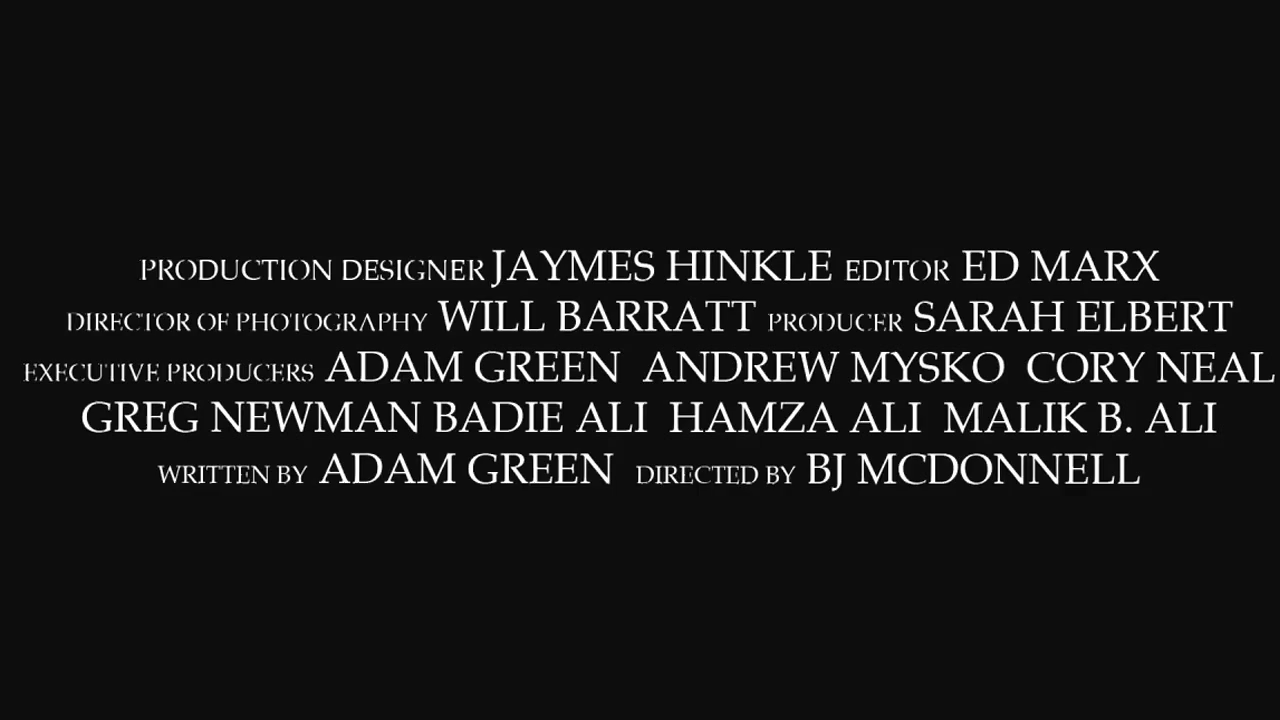 PRODUCTION DESIGNER JAYMES HINKLE EDITOR ED MARX
DIRECTOR OF PHOTOGRAPHY WILL BARRATT PRODUCER SARAH ELBERT
EXECUTIVE PRODUCERS ADAM GREEN ANDREW MYSKO CORY NEAL
GREG NEWMAN BADIE ALI HAMZA ALI MALIK B. ALI
WRITTEN BY ADAM GREEN DIRECTED BY BJ MCDONNELL